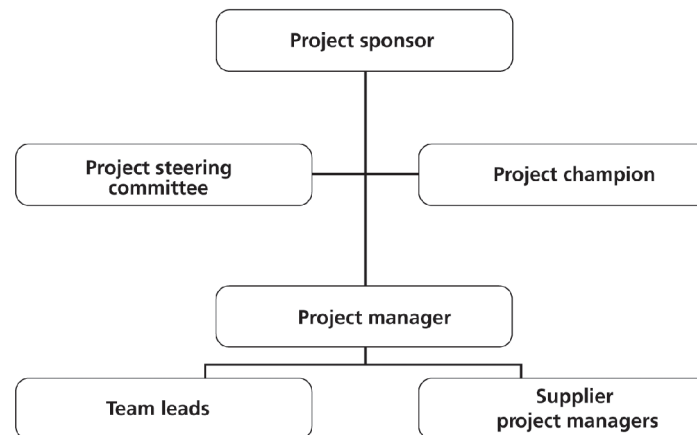 Project sponsor
Project steering
committee
Project champion
Project manager
Team leads
Supplier
project managers